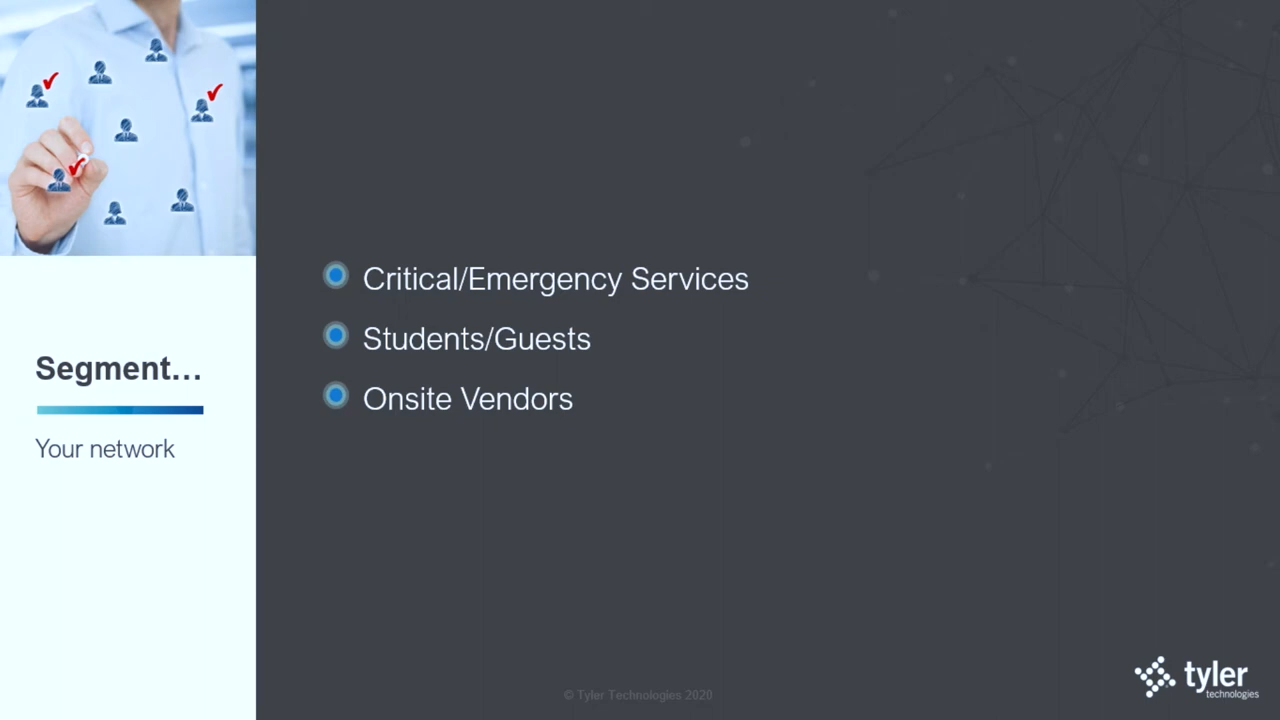 Segment...
Your network
Critical/Emergency Services
Students/Guests
Onsite Vendors
© Tyler Technologies 2020
tyler
technologies